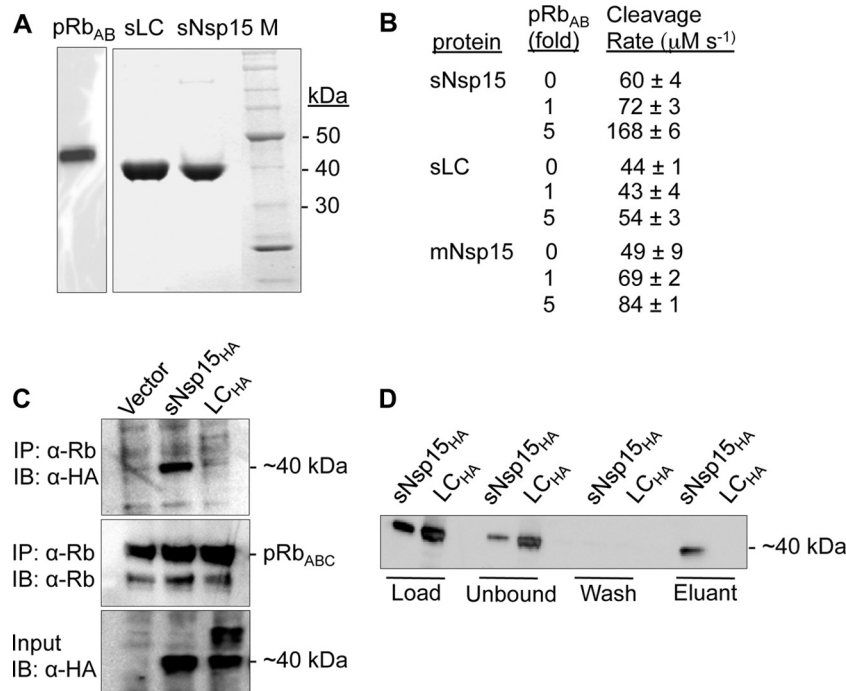 A
pRbAB sLC sNsp15 M
kDa
- 50
- 40
- 30
B
protein pRbAB (fold) Cleavage Rate (μM s-1)
sNsp15 0 60 ± 4
1 72 ± 3
5 168 ± 6
sLC 0 44 ± 1
1 43 ± 4
5 54 ± 3
mNsp15 0 49 ± 9
1 69 ± 2
5 84 ± 1
C
Vector sNsp15HA LCHA
IP: α-Rb
IB: α-HA
- ~40 kDa
IP: α-Rb
IB: α-Rb
- pRbABC
Input
IB: α-HA
- ~40 kDa
D
sNsp15HA LCHA sNsp15HA LCHA sNsp15HA LCHA sNsp15HA LCHA
- ~40 kDa
Load Unbound Wash Eluant